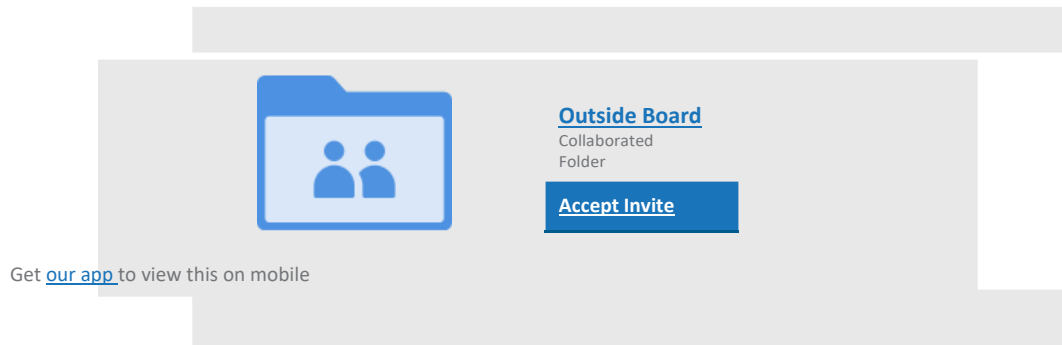 Outside Board
Collaborated
Folder
Accept Invite
Get our app to view this on mobile